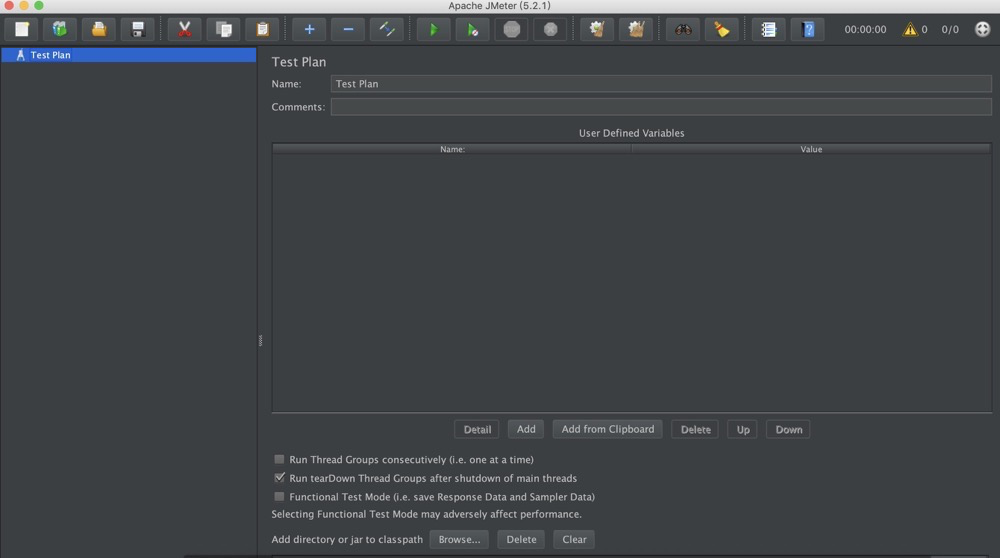 Apache JMeter (5.2.1)
00:00:00 0 0/0
Test Plan
Test Plan
Name: Test Plan
Comments:
User Defined Variables
Name: Value
Detail Add Add from Clipboard Delete Up Down
Run Thread Groups consecutively (i.e. one at a time)
Run tearDown Thread Groups after shutdown of main threads
Functional Test Mode (i.e. save Response Data and Sampler Data)
Selecting Functional Test Mode may adversely affect performance.
Add directory or jar to classpath Browse... Delete Clear